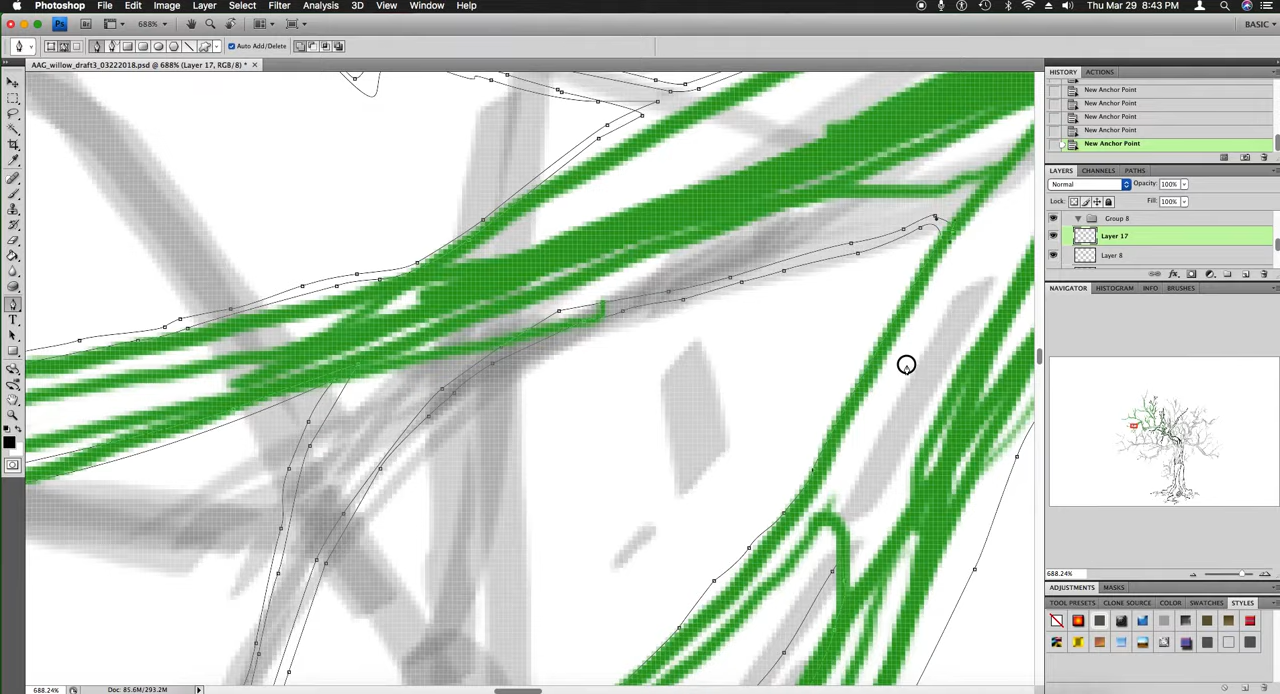 Photoshop File Edit Image Layer Select Filter Analysis 3D View Window Help Thu Mar 29 8:43 PM
688% BASIC
Auto Add/Delete
AAG_willow_draft3_03222018.psd @ 688% (Layer 17, RGB/8) *
HISTORY ACTIONS
New Anchor Point
New Anchor Point
New Anchor Point
New Anchor Point
New Anchor Point
LAYERS CHANNELS PATHS
Normal Opacity: 100%
Lock: Fill: 100%
Group 8
Layer 17
Layer 8
NAVIGATOR HISTOGRAM INFO BRUSHES
688.24%
ADJUSTMENTS MASKS
TOOL PRESETS CLONE SOURCE COLOR SWATCHES STYLES
688.24% Doc: 85.6M/293.2M